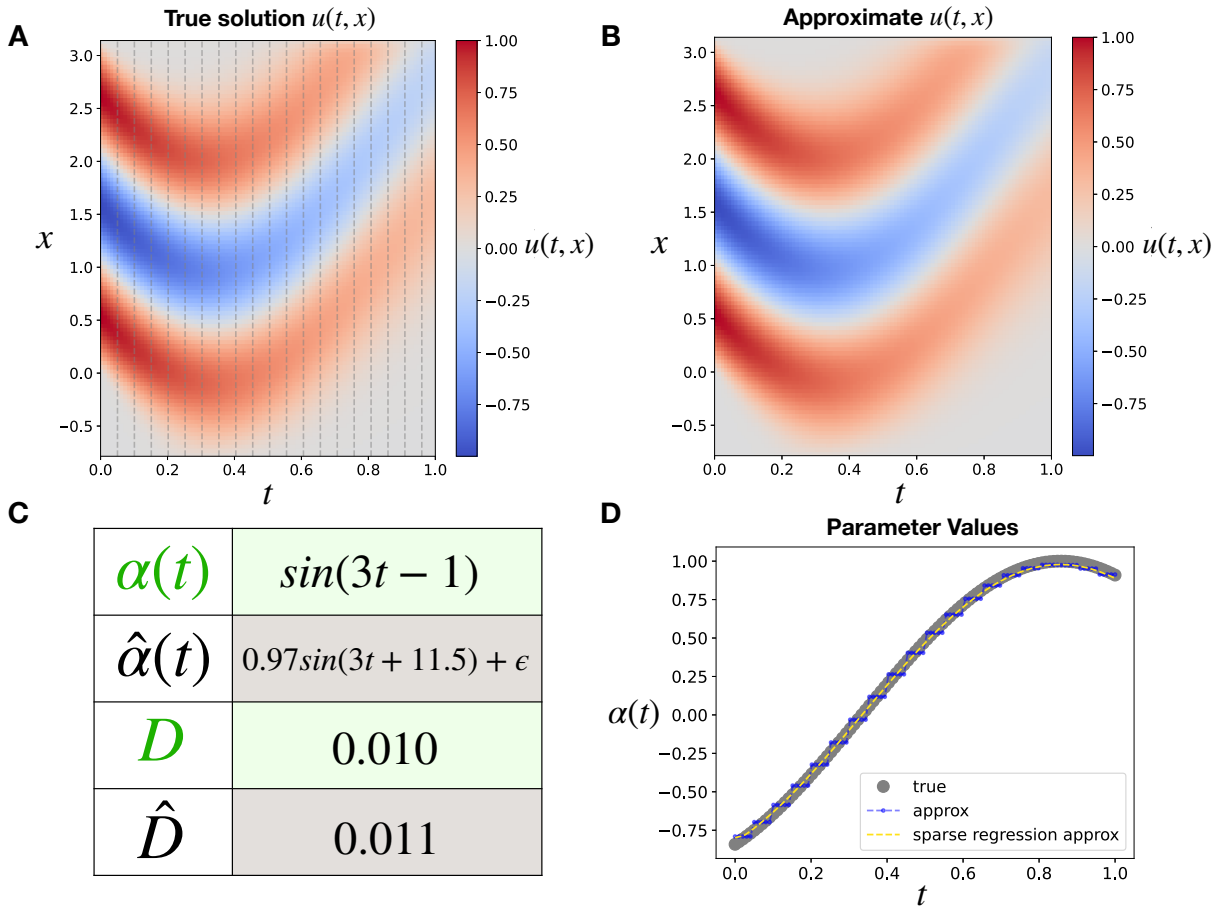 True solution u(t, x)
A
1.00
0.75
0.50
0.25
0.00
−0.25
−0.50
−0.75
u(t, x)
3.0
2.5
2.0
1.5
1.0
0.5
0.0
−0.5
x
0.0 0.2 0.4 0.6 0.8 1.0
t
Approximate u(t, x)
B
1.00
0.75
0.50
0.25
0.00
−0.25
−0.50
−0.75
u(t, x)
3.0
2.5
2.0
1.5
1.0
0.5
0.0
−0.5
x
0.0 0.2 0.4 0.6 0.8 1.0
t
C
α(t) sin(3t − 1)
α̂(t) 0.97sin(3t + 11.5) + ϵ
D 0.010
D̂ 0.011
D
Parameter Values
1.00
0.75
0.50
0.25
0.00
−0.25
−0.50
−0.75
α(t)
true
approx
sparse regression approx
0.0 0.2 0.4 0.6 0.8 1.0
t